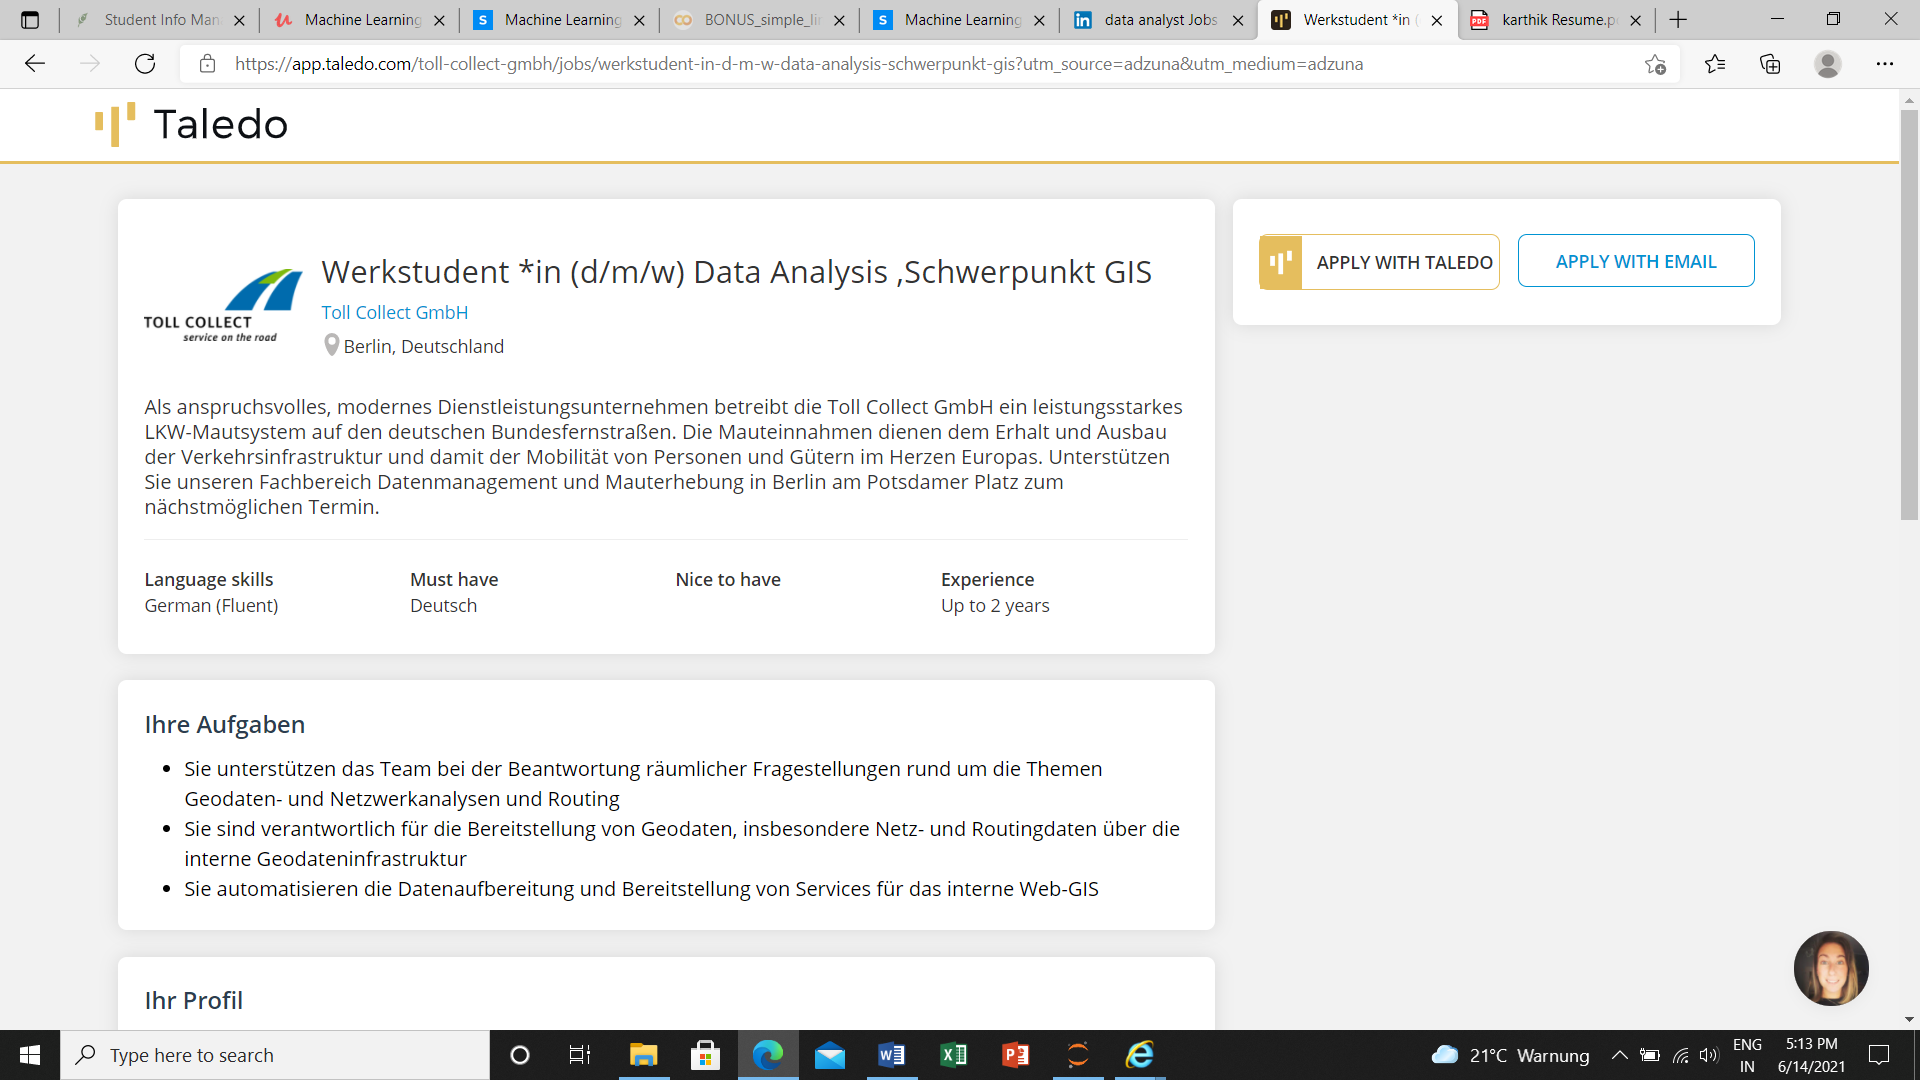 Student Info Man
Machine Learning
Machine Learning
BONUS_simple_lin
Machine Learning
data analyst Jobs
Werkstudent *in (
karthik Resume.p
https://app.taledo.com/toll-collect-gmbh/jobs/werkstudent-in-d-m-w-data-analysis-schwerpunkt-gis?utm_source=adzuna&utm_medium=adzuna
Taledo
TOLL COLLECT
service on the road
Werkstudent *in (d/m/w) Data Analysis ,Schwerpunkt GIS
Toll Collect GmbH
Berlin, Deutschland
APPLY WITH TALEDO
APPLY WITH EMAIL
Als anspruchsvolles, modernes Dienstleistungsunternehmen betreibt die Toll Collect GmbH ein leistungsstarkes
LKW-Mautsystem auf den deutschen Bundesfernstraßen. Die Mauteinnahmen dienen dem Erhalt und Ausbau
der Verkehrsinfrastruktur und damit der Mobilität von Personen und Gütern im Herzen Europas. Unterstützen
Sie unseren Fachbereich Datenmanagement und Mauterhebung in Berlin am Potsdamer Platz zum
nächstmöglichen Termin.
Language skills
German (Fluent)
Must have
Deutsch
Nice to have
Experience
Up to 2 years
Ihre Aufgaben
• Sie unterstützen das Team bei der Beantwortung räumlicher Fragestellungen rund um die Themen
Geodaten- und Netzwerkanalysen und Routing
• Sie sind verantwortlich für die Bereitstellung von Geodaten, insbesondere Netz- und Routingdaten über die
interne Geodateninfrastruktur
• Sie automatisieren die Datenaufbereitung und Bereitstellung von Services für das interne Web-GIS
Ihr Profil
Type here to search
21°C Warnung
ENG
IN
5:13 PM
6/14/2021